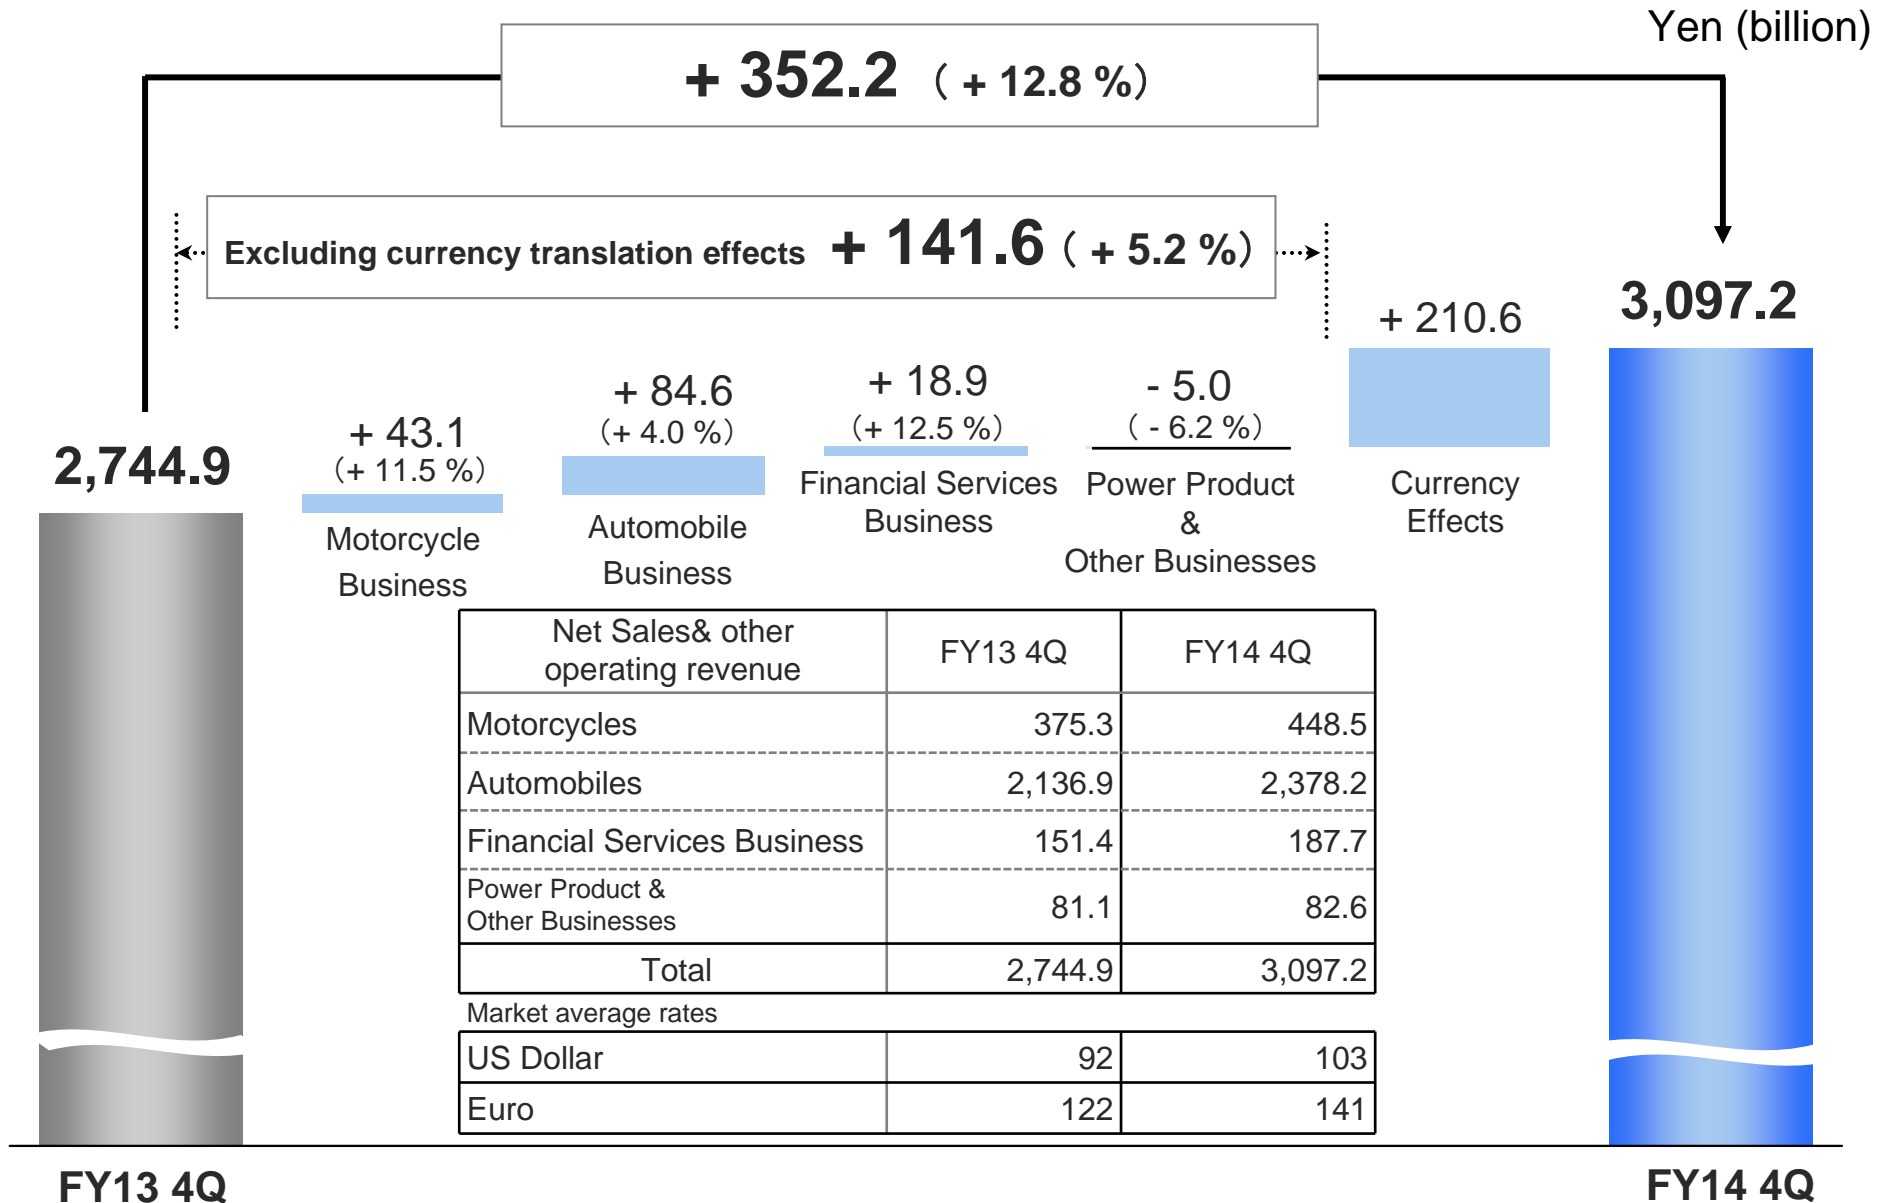 Yen (billion)
+ 352.2 ( + 12.8 %)
Excluding currency translation effects + 141.6 ( + 5.2 %)
3,097.2
+ 210.6
+ 18.9
(+ 12.5 %)
- 5.0
( - 6.2 %)
+ 84.6
(+ 4.0 %)
+ 43.1
(+ 11.5 %)
2,744.9
Motorcycle
Business
Automobile
Business
Financial Services
Business
Power Product
&
Other Businesses
Currency
Effects
Net Sales& other
operating revenue
FY13 4Q
FY14 4Q
Motorcycles 375.3 448.5
Automobiles 2,136.9 2,378.2
Financial Services Business 151.4 187.7
Power Product &
Other Businesses
81.1 82.6
Total 2,744.9 3,097.2
Market average rates
US Dollar 92 103
Euro 122 141
FY13 4Q
FY14 4Q